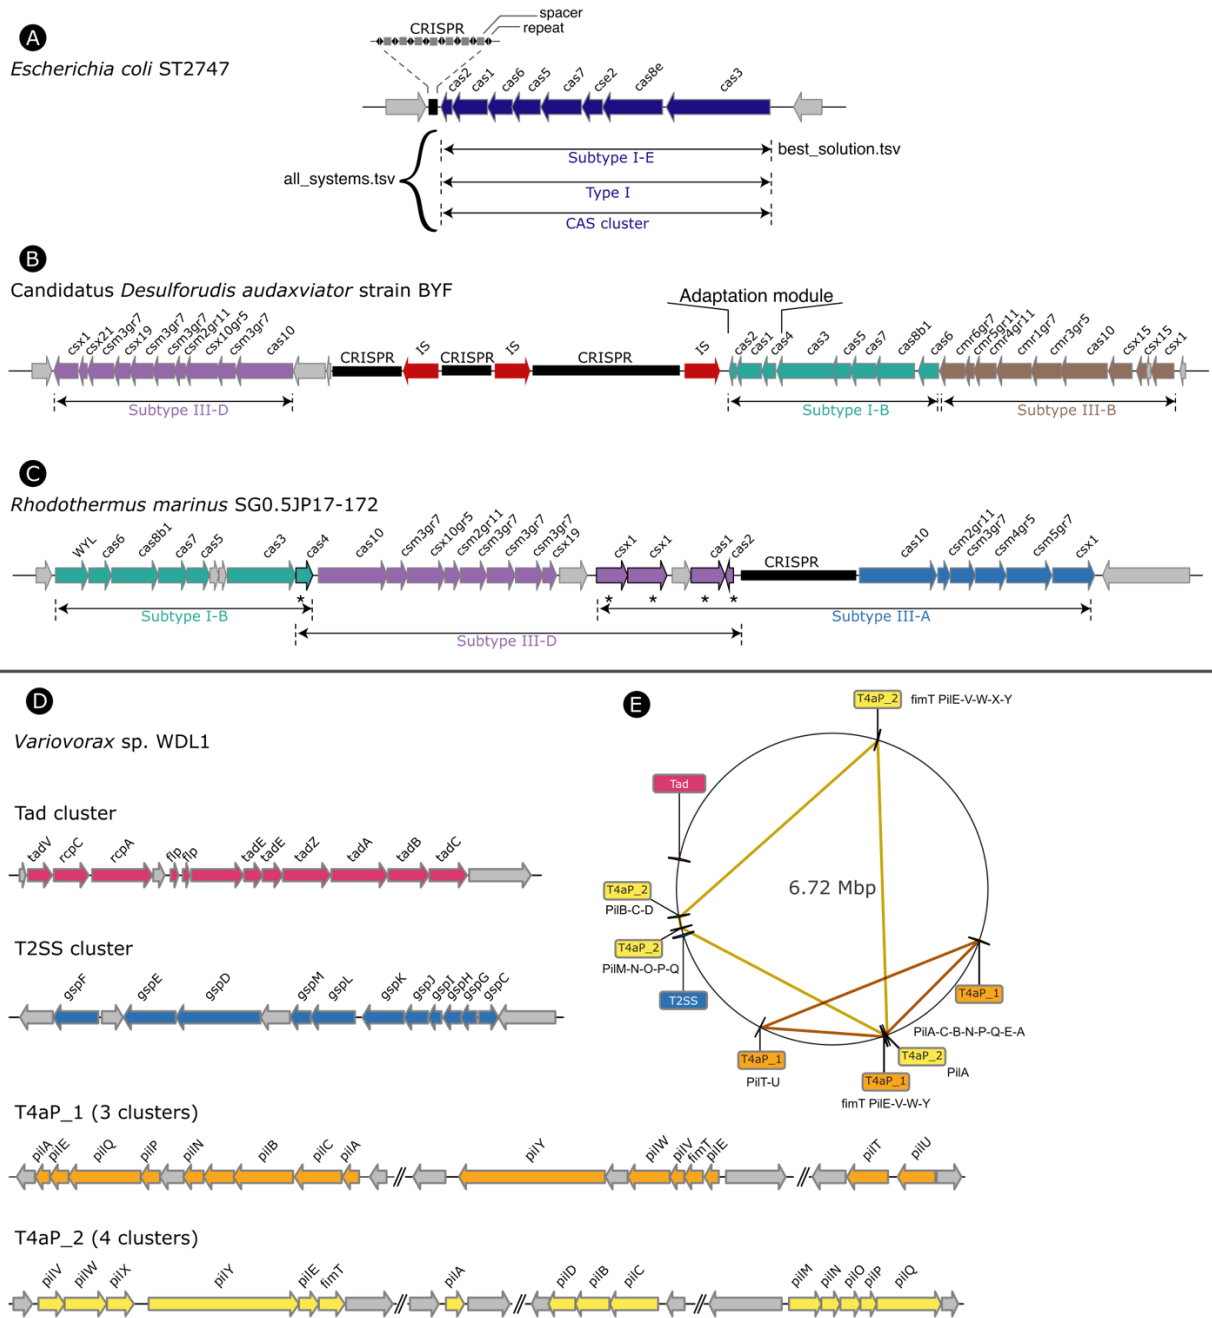 A
Escherichia coli ST2747
CRISPR
spacer
repeat
cas2 cas1 cas6 cas5 cas7 cse2 cas8e cas3
all_systems.tsv
Subtype I-E
best_solution.tsv
Type I
CAS cluster
B
Candidatus Desulforudis audaxviator strain BYF
Adaptation module
csx1 csx21 csm3gr7 csx19 csm3gr7 csm3gr7 csm2gr11 csx10gr5 csm3gr7 cas10
CRISPR IS CRISPR IS CRISPR IS
cas2 cas1 cas4 cas3 cas5 cas7 cas8b1 cas6 cmr6gr7 cmr5gr11 cmr4gr11 cmr1gr7 cmr3gr5 cas10 csx15 csx15 csx1
Subtype III-D
Subtype I-B
Subtype III-B
C
Rhodothermus marinus SG0.5JP17-172
WYL cas6 cas8b1 cas7 cas5 cas3 cas4 cas10 csm3gr7 csx10gr5 csm2gr11 csm3gr7 csm3gr7 csm3gr7 csx19 csx1 csx1 cas1 cas2
CRISPR
cas10 csm2gr11 csm3gr7 csm4gr5 csm5gr7 csx1
* * * * *
Subtype I-B
Subtype III-A
Subtype III-D
D
Variovorax sp. WDL1
Tad cluster
tadV rcpC rcpA flp flp tadE tadE tadZ tadA tadB tadC
T2SS cluster
gspF gspE gspD gspM gspL gspK gspJ gspI gspH gspG gspC
T4aP_1 (3 clusters)
pilA pilE pilQ pilP pilN pilB pilC pilA pilY pilW pilV fimT pilE pilT pilU
T4aP_2 (4 clusters)
pilV pilW pilX pilY pilE fimT pilA pilD pilB pilC pilM pilN pilO pilP pilQ
E
T4aP_2 fimT PilE-V-W-X-Y
Tad
6.72 Mbp
T4aP_2
PilB-C-D
T4aP_2
PilM-N-O-P-Q
T2SS
T4aP_1
PilA-C-B-N-P-Q-E-A
T4aP_1
PilT-U
T4aP_2
PilA
T4aP_1
fimT PilE-V-W-Y